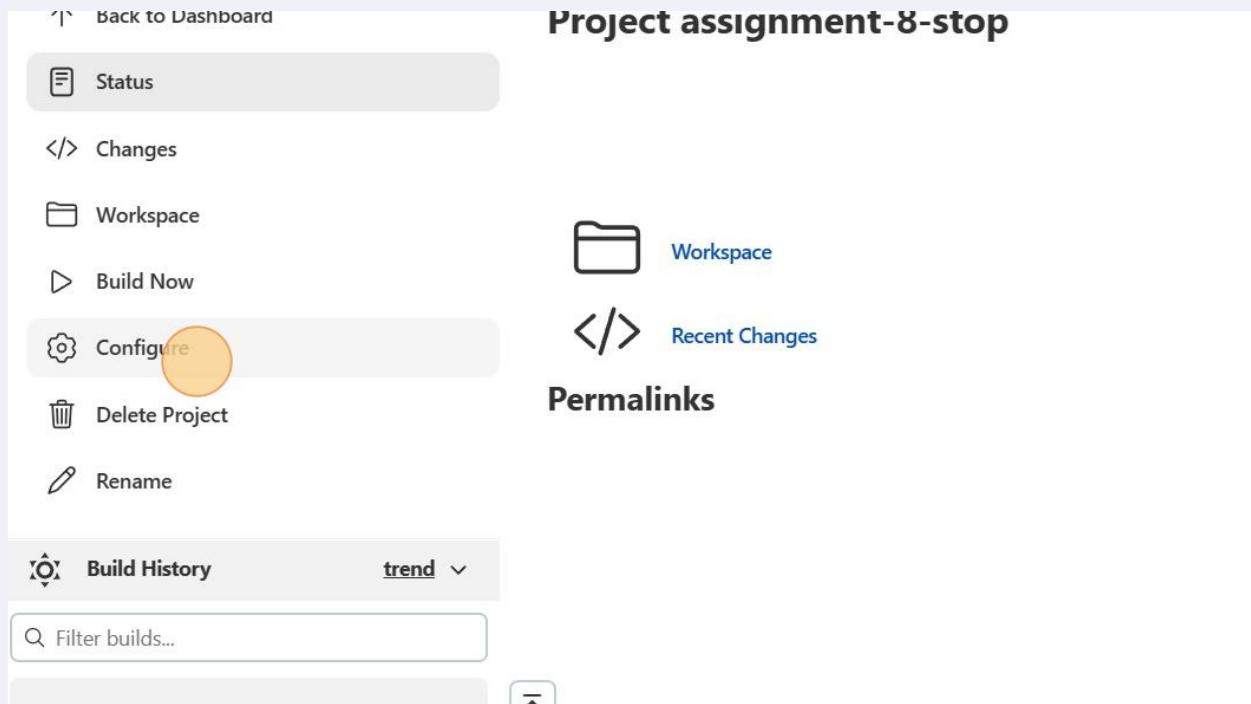 Back to Dashboard
Status
Changes
Workspace
Build Now
Configure
Delete Project
Rename
Build History trend
Filter builds...
Project assignment-8-stop
Workspace
Recent Changes
Permalinks